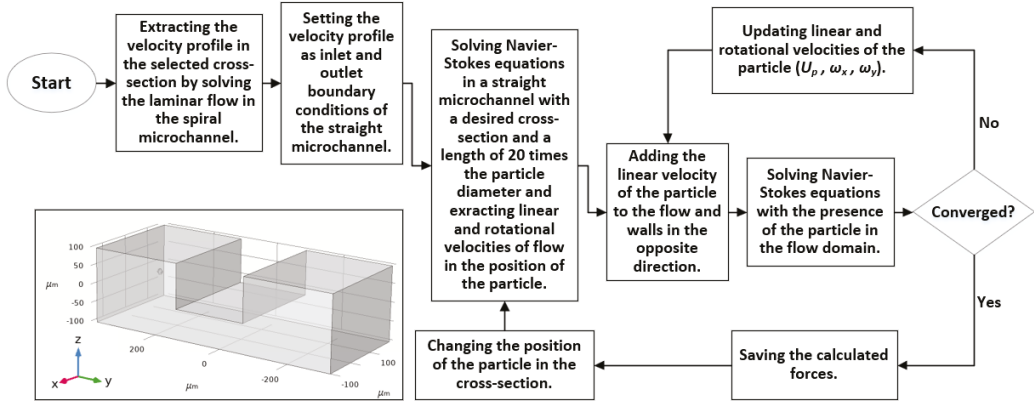 Start
Extracting the
velocity profile in
the selected cross-
section by solving
the laminar flow in
the spiral
microchannel.
Setting the
velocity profile
as inlet and
outlet
boundary
conditions of
the straight
microchannel.
Solving Navier-
Stokes equations
in a straight
microchannel with
a desired cross-
section and a
length of 20 times
the particle
diameter and
exracting linear
and rotational
velocities of flow
in the position of
the particle.
Adding the
linear velocity
of the particle
to the flow and
walls in the
opposite
direction.
Solving Navier-
Stokes equations
with the presence
of the particle in
the flow domain.
Converged?
No
Updating linear and
rotational velocities of the
particle (Up , ωx , ωy).
Yes
Saving the calculated
forces.
Changing the position
of the particle in the
cross-section.
100
50
0
-50
-100
μm
200
0
-200
μm
100
-100
μm
z
x
y